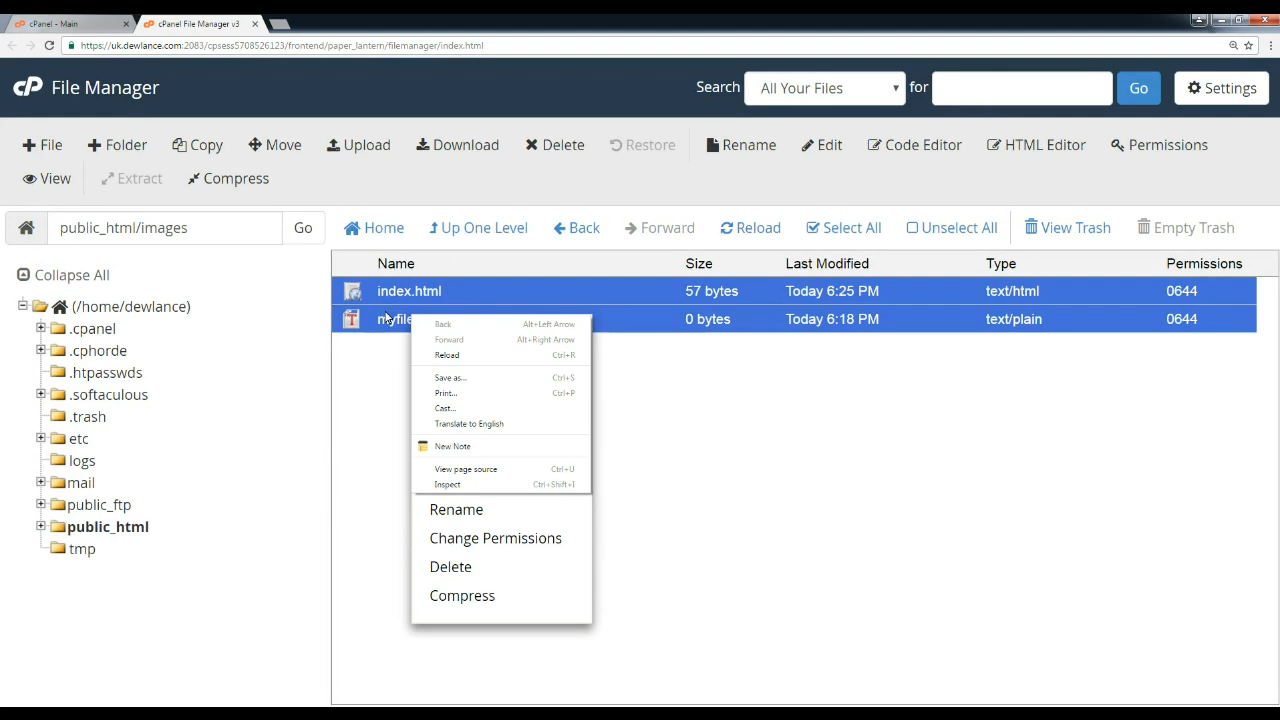 cPanel - Main
cPanel File Manager v3
https://uk.dewlance.com:2083/cpsess5708526123/frontend/paper_lantern/filemanager/index.html
cP File Manager
Search All Your Files for Go Settings
File Folder Copy Move Upload Download Delete Restore Rename Edit Code Editor HTML Editor Permissions
View Extract Compress
public_html/images Go Home Up One Level Back Forward Reload Select All Unselect All View Trash Empty Trash
Collapse All
(/home/dewlance)
.cpanel
.cphorde
.htpasswds
.softaculous
.trash
etc
logs
mail
public_ftp
public_html
tmp
Name Size Last Modified Type Permissions
index.html 57 bytes Today 6:25 PM text/html 0644
0 bytes Today 6:18 PM text/plain 0644
Back Alt+Left Arrow
Forward Alt+Right Arrow
Reload Ctrl+R
Save as... Ctrl+S
Print... Ctrl+P
Cast...
Translate to English
New Note
View page source Ctrl+U
Inspect Ctrl+Shift+I
Rename
Change Permissions
Delete
Compress